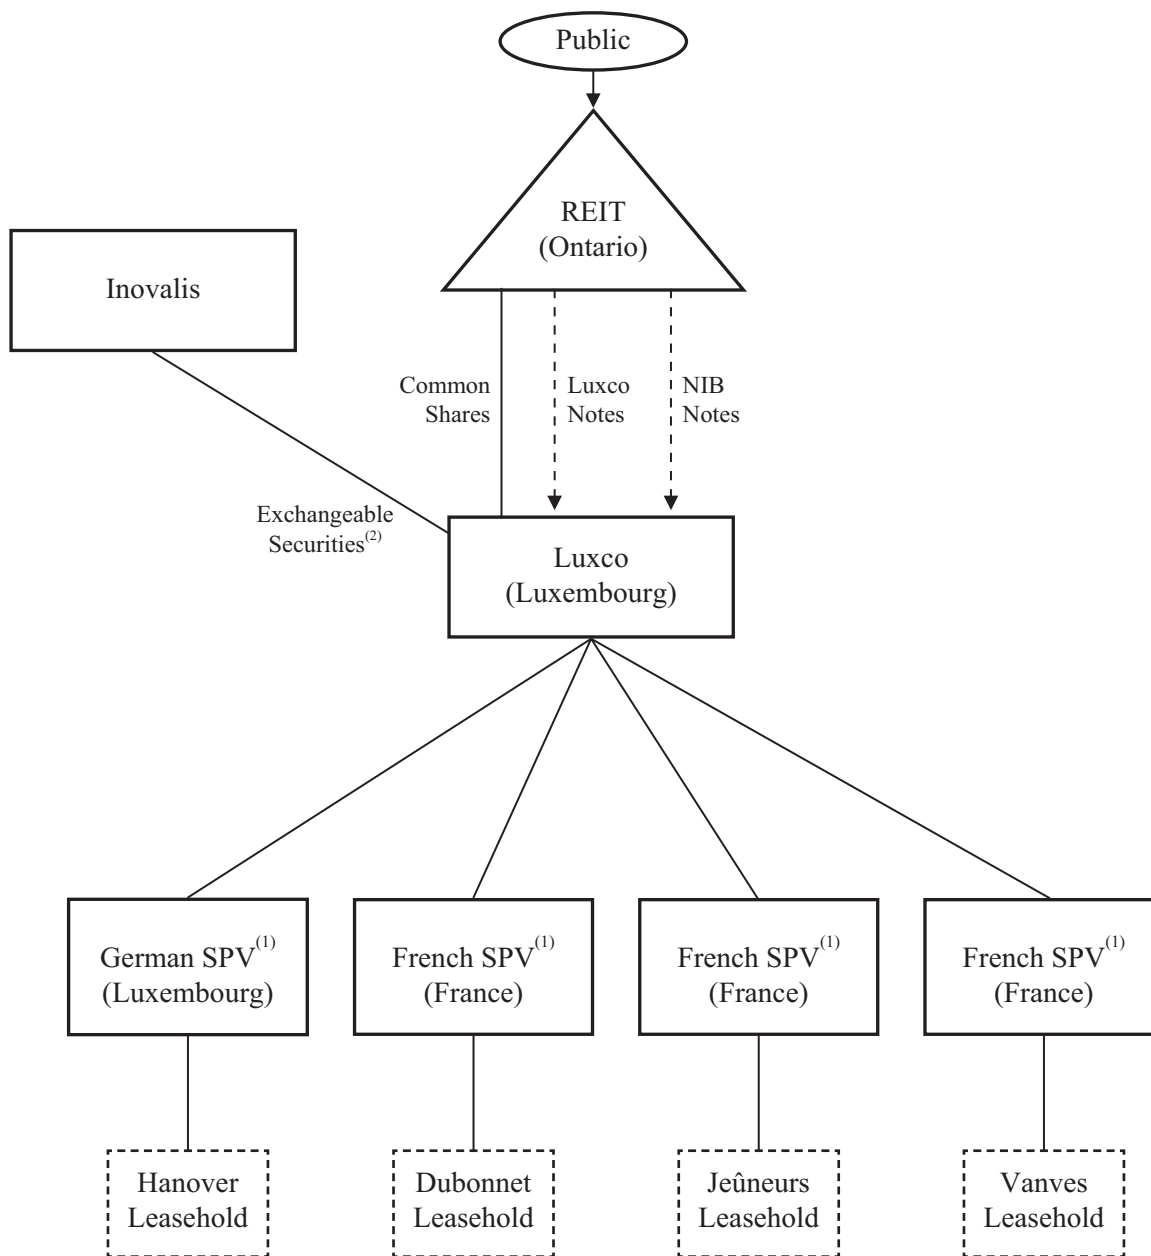 Public
REIT
(Ontario)
Inovalis
Common
Shares
Luxco
Notes
NIB
Notes
Exchangeable
Securities(2)
Luxco
(Luxembourg)
German SPV(1)
(Luxembourg)
French SPV(1)
(France)
French SPV(1)
(France)
French SPV(1)
(France)
Hanover
Leasehold
Dubonnet
Leasehold
Jeûneurs
Leasehold
Vanves
Leasehold